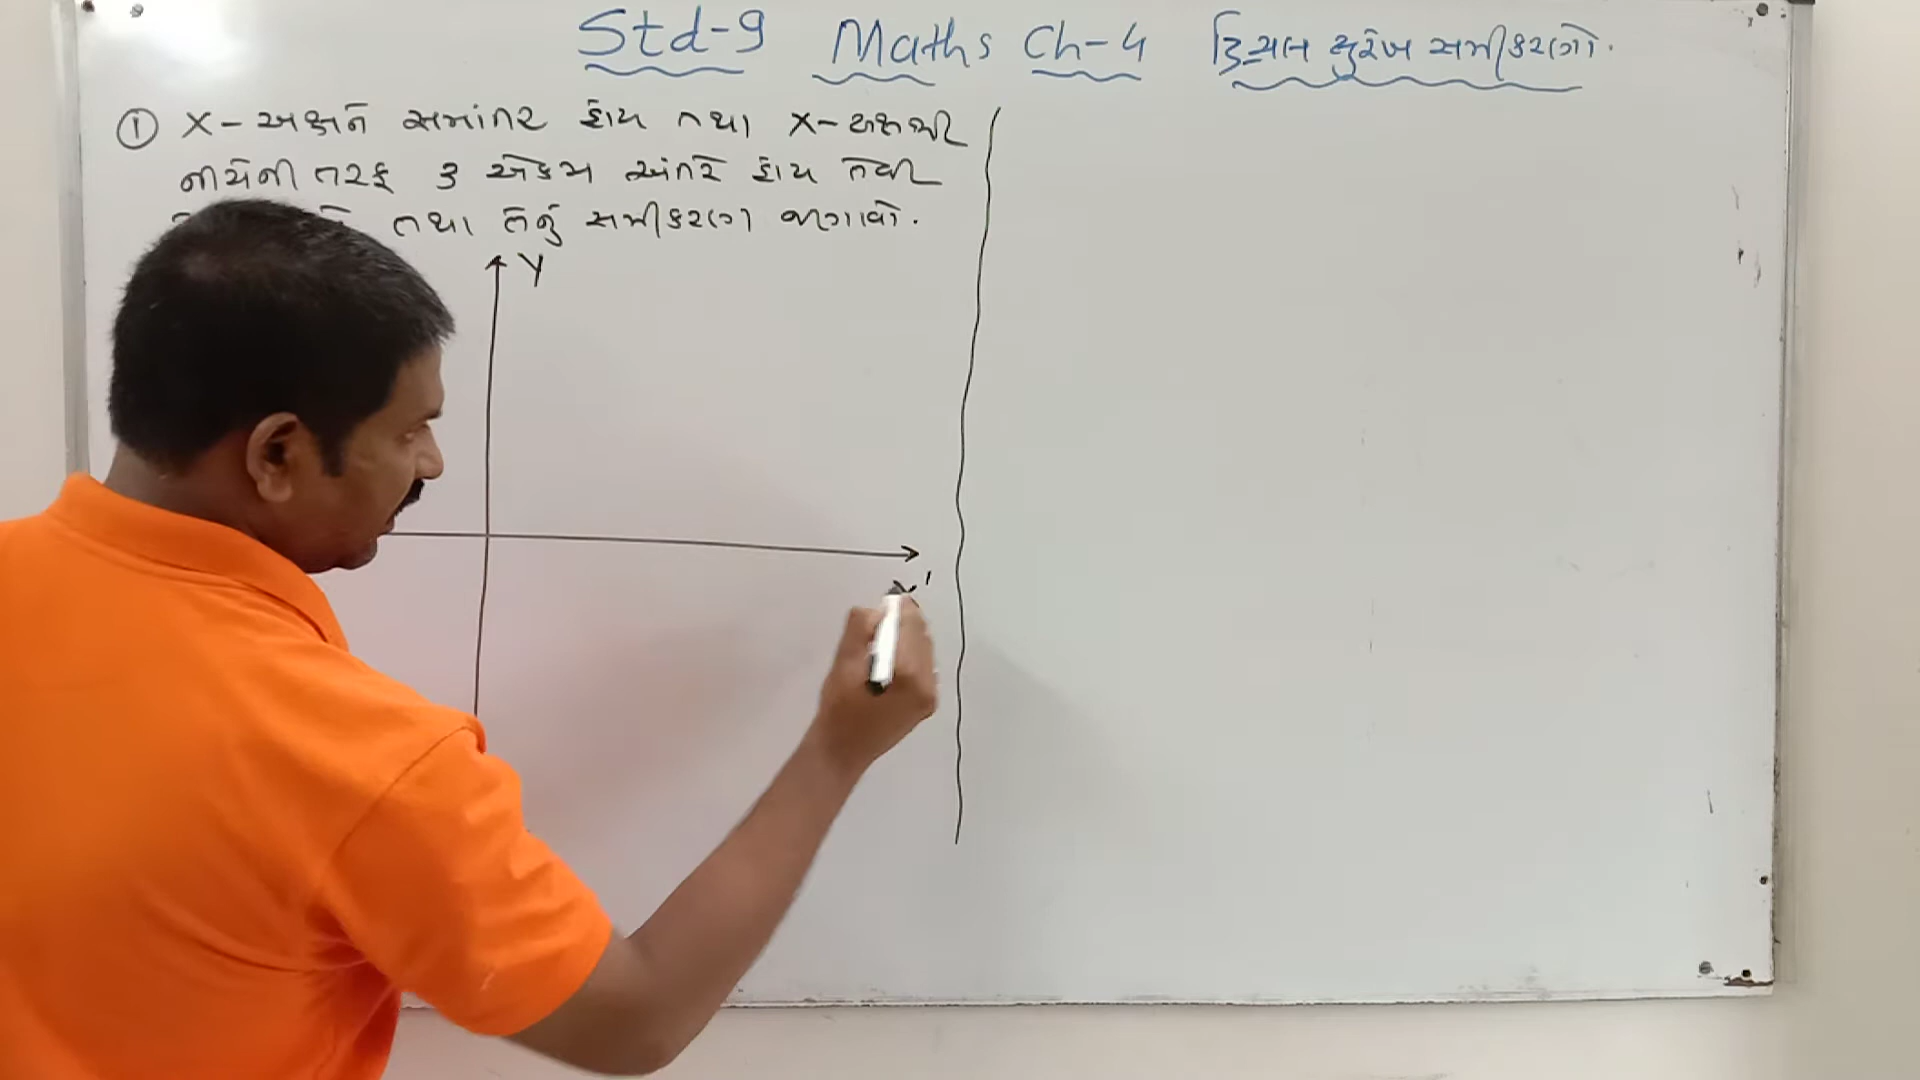 Std-9 Maths Ch-4 દ્વિચલ સુરેખ સમીકરણો.
① X-અક્ષને સમાંતર હોય તથા X-અક્ષથી
નીચેની તરફ 3 એકમ અંતરે હોય તેવી
તથા તેનું સમીકરણ જણાવો.
Y
X'